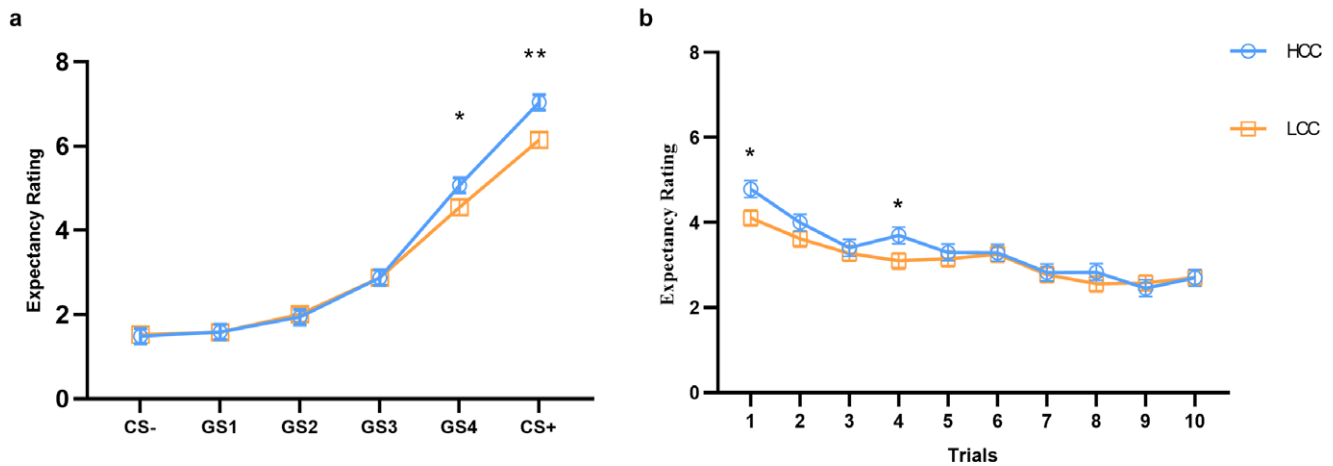 a
**
*
8
6
4
2
0
Expectancy Rating
CS-
GS1
GS2
GS3
GS4
CS+
b
*
*
8
6
4
2
0
Expectancy Rating
1
2
3
4
5
6
7
8
9
10
Trials
HCC
LCC